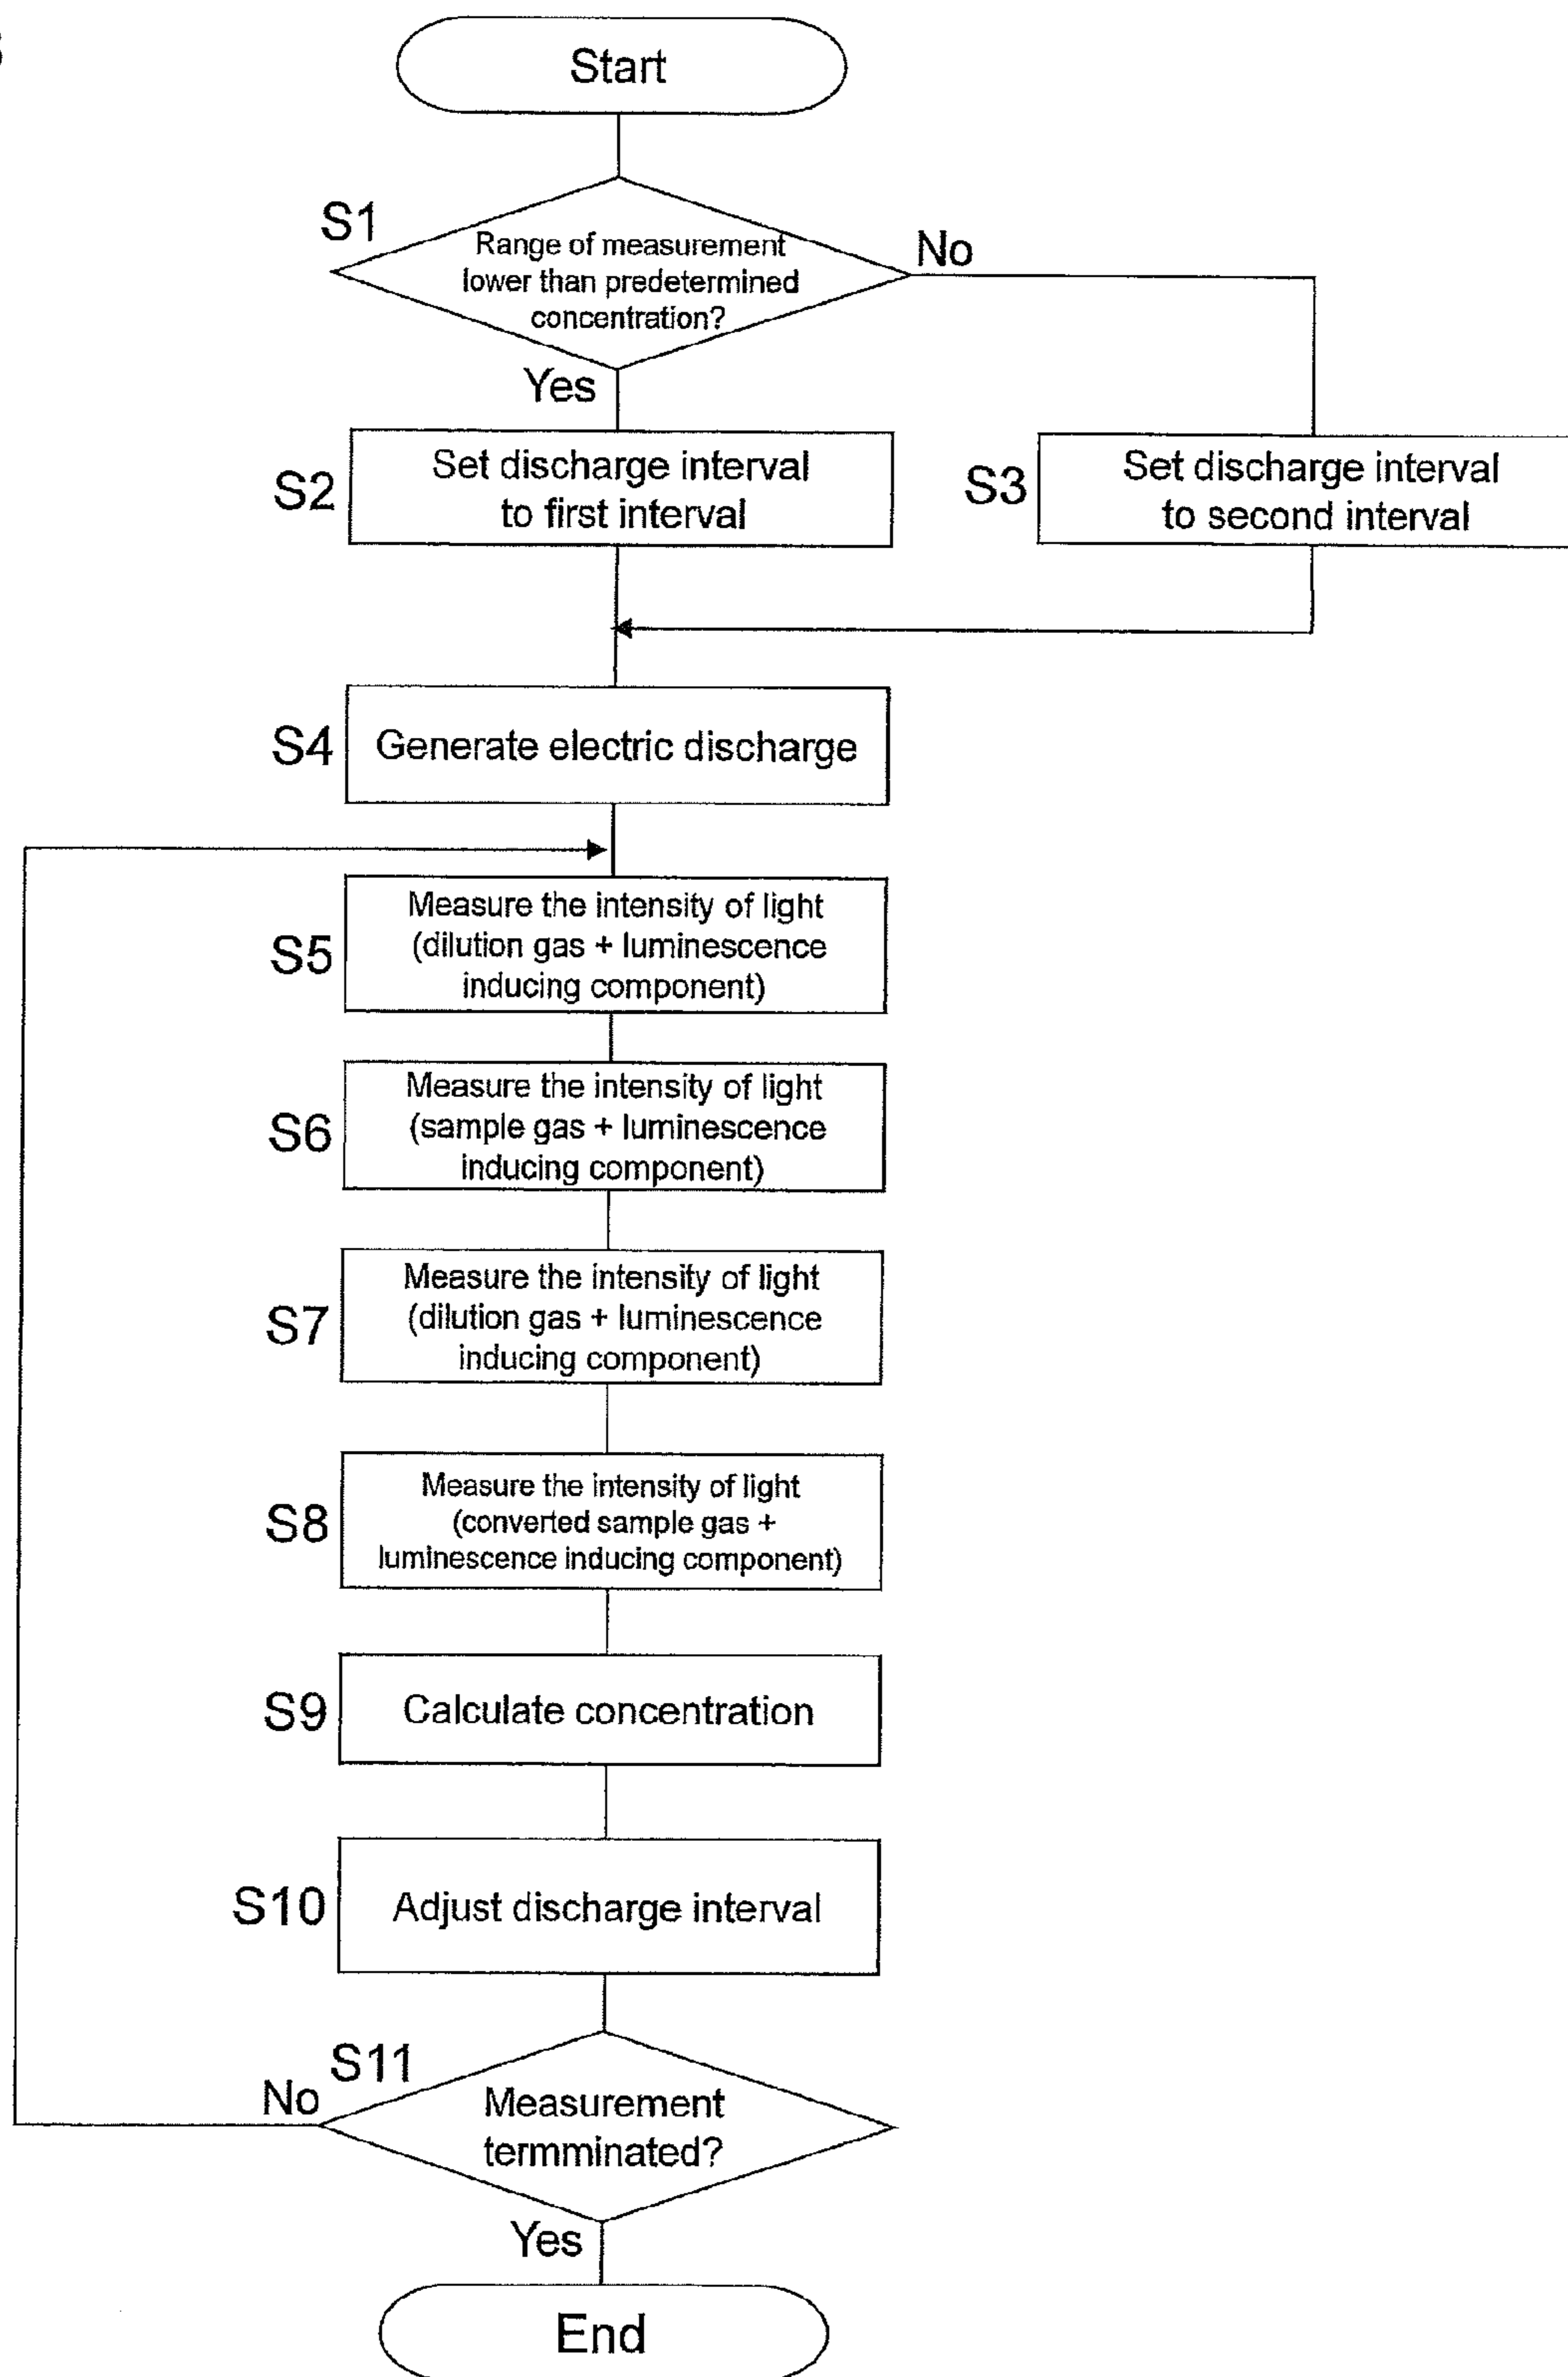 Start
S1
Range of measurement
lower than predetermined
concentration?
No
Yes
S2
Set discharge interval
to first interval
S3
Set discharge interval
to second interval
S4
Generate electric discharge
S5
Measure the intensity of light
(dilution gas + luminescence
inducing component)
S6
Measure the intensity of light
(sample gas + luminescence
inducing component)
S7
Measure the intensity of light
(dilution gas + luminescence
inducing component)
S8
Measure the intensity of light
(converted sample gas +
luminescence inducing component)
S9
Calculate concentration
S10
Adjust discharge interval
S11
No
Measurement
termminated?
Yes
End